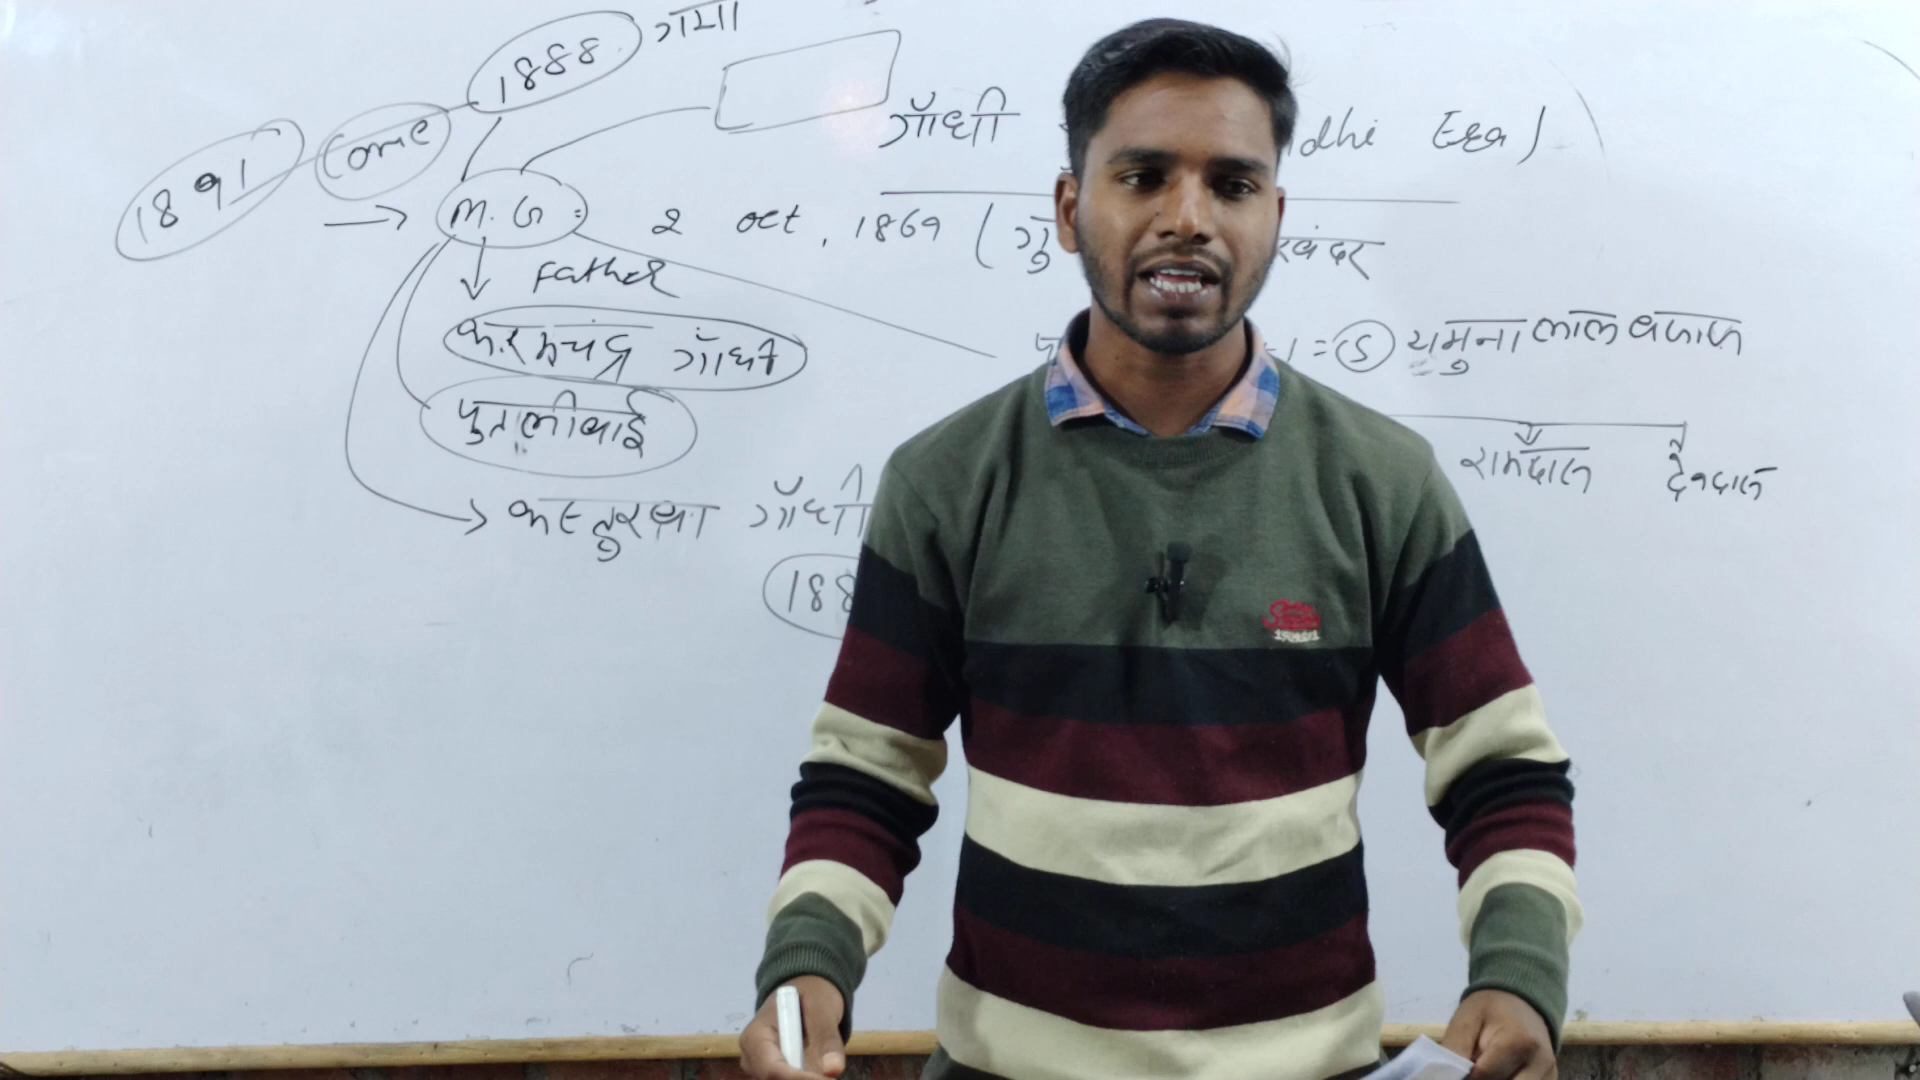 1888 गया
1891 come
गाँधी dhi Era)
M.G = 2 oct, 1869 (गु रबंदर
Father
करमचंद्र गाँधी
= 5 यमुना लाल बजाज
पुतलीबाई
रामदास देवदास
कस्तुरबा गाँधी
188